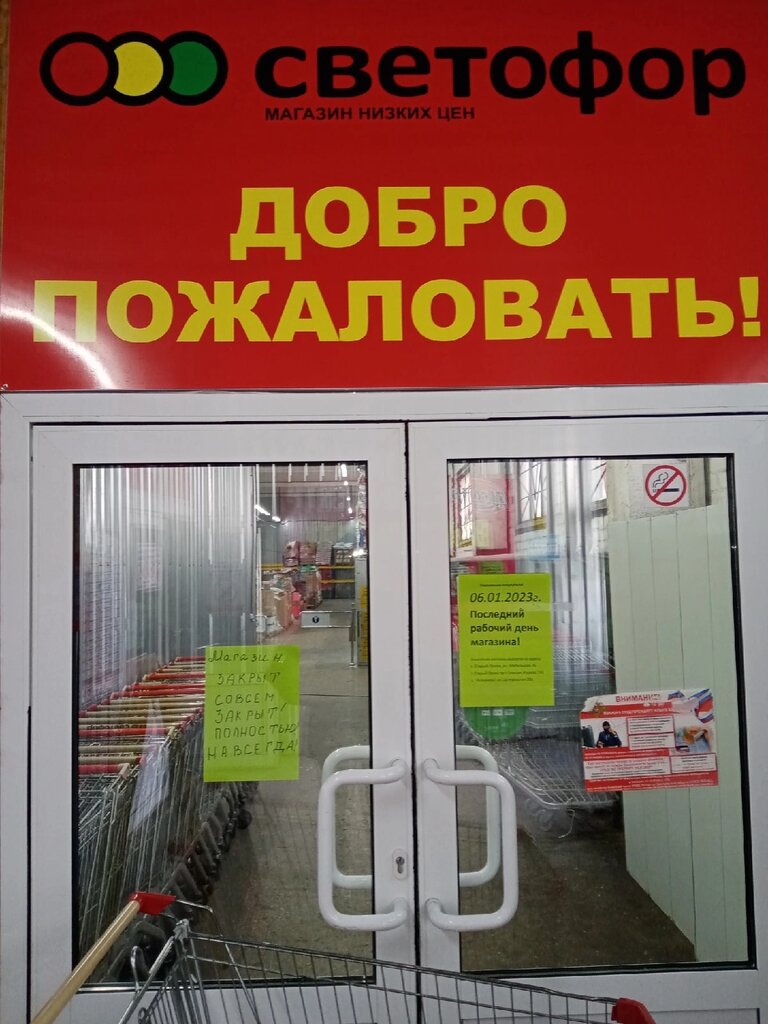 светофор
МАГАЗИН НИЗКИХ ЦЕН
ДОБРО
ПОЖАЛОВАТЬ!
Магазин
ЗАКРЫТ
СОВСЕМ
ЗАКРЫТ!
ПОЛНОСТЬЮ
НАВСЕГДА!
06.01.2023г.
Последний
рабочий день
магазина!
ВНИМАНИЕ!